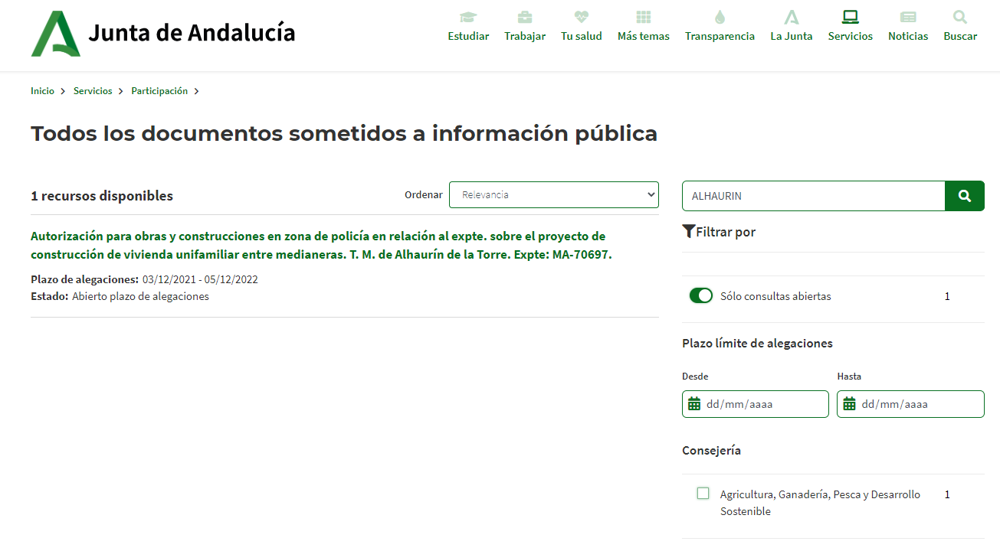 Junta de Andalucía
Estudiar
Trabajar
Tu salud
Más temas
Transparencia
La Junta
Servicios
Noticias
Buscar
Inicio
Servicios
Participación
Todos los documentos sometidos a información pública
1 recursos disponibles
Ordenar
Relevancia
Autorización para obras y construcciones en zona de policía en relación al expte. sobre el proyecto de
construcción de vivienda unifamiliar entre medianeras. T. M. de Alhaurín de la Torre. Expte: MA-70697.
Plazo de alegaciones: 03/12/2021 - 05/12/2022
Estado: Abierto plazo de alegaciones
ALHAURIN
Filtrar por
Sólo consultas abiertas 1
Plazo límite de alegaciones
Desde
Hasta
dd/mm/aaaa
dd/mm/aaaa
Consejería
Agricultura, Ganadería, Pesca y Desarrollo 1
Sostenible